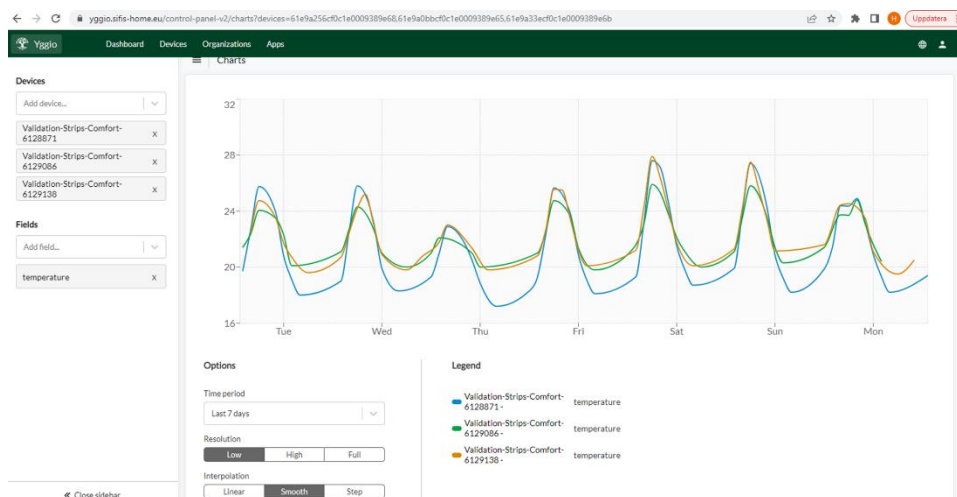 yggio.sifis-home.eu/control-panel-v2/charts?devices=61e9a256cf0c1e0009389e68,61e9a0bbcf0c1e0009389e65,61e9a33ecf0c1e0009389e6b
H
Uppdatera
Yggio
Dashboard Devices Organizations Apps
Charts
Devices
Add device...
Validation-Strips-Comfort-
6128871
x
Validation-Strips-Comfort-
6129086
x
Validation-Strips-Comfort-
6129138
x
Fields
Add field...
temperature x
32
28
24
20
16
Tue Wed Thu Fri Sat Sun Mon
Options
Time period
Last 7 days
Resolution
Low High Full
Interpolation
Linear Smooth Step
Legend
Validation-Strips-Comfort-
6128871 - temperature
Validation-Strips-Comfort-
6129086 - temperature
Validation-Strips-Comfort-
6129138 - temperature
« Close sidebar